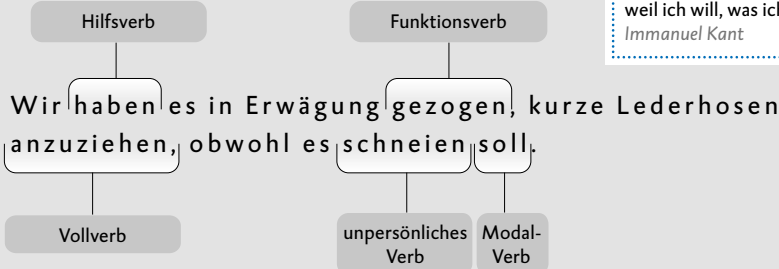 weil ich will, was ich
Immanuel Kant
Hilfsverb
Funktionsverb
Wir haben es in Erwägung gezogen, kurze Lederhosen
anzuziehen, obwohl es schneien soll.
Vollverb
unpersönliches
Verb
Modal-
Verb